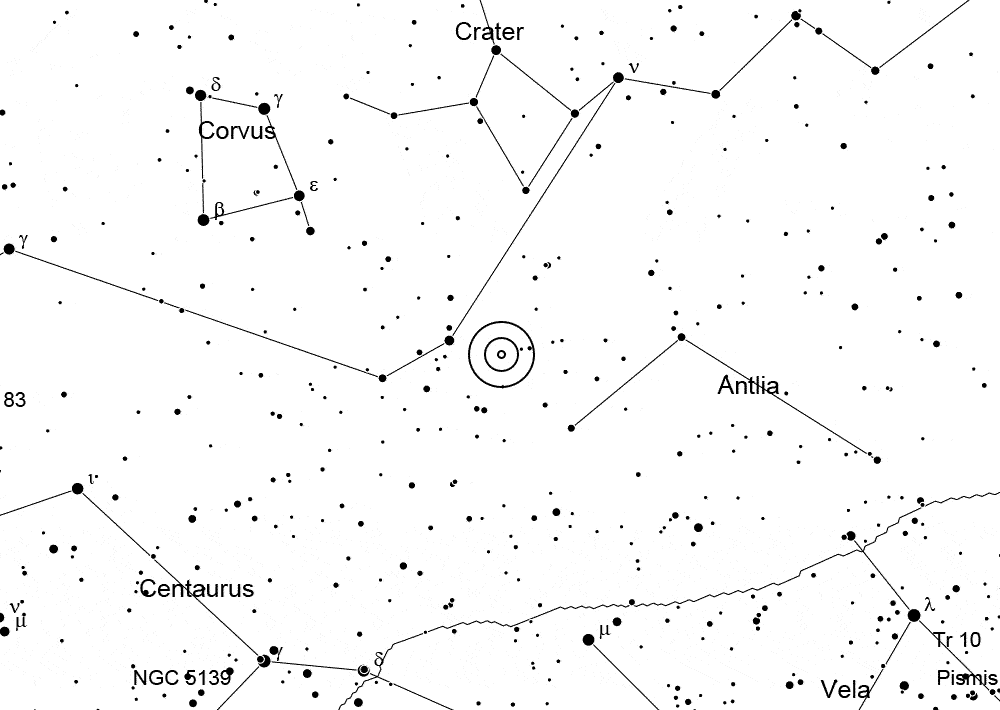 Crater
ν
δ
γ
Corvus
ε
β
γ
Antlia
83
ι
Centaurus
ν
μ
λ
μ
Tr 10
γ
δ
NGC 5139
Pismis
Vela